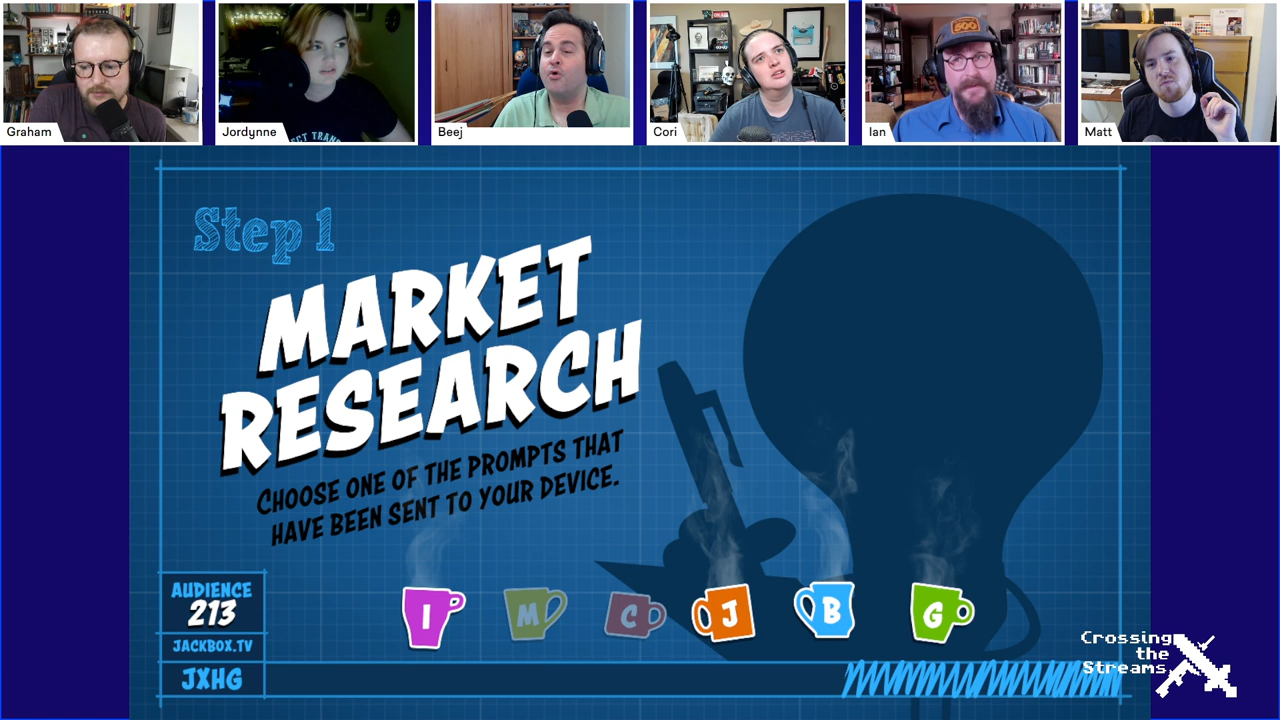 Graham
Jordynne
Beej
Cori
Ian
Matt
Step 1
MARKET
RESEARCH
CHOOSE ONE OF THE PROMPTS THAT
HAVE BEEN SENT TO YOUR DEVICE.
I
M
C
J
B
G
AUDIENCE
213
JACKBOX.TV
JXHG
Crossing
the
Streams